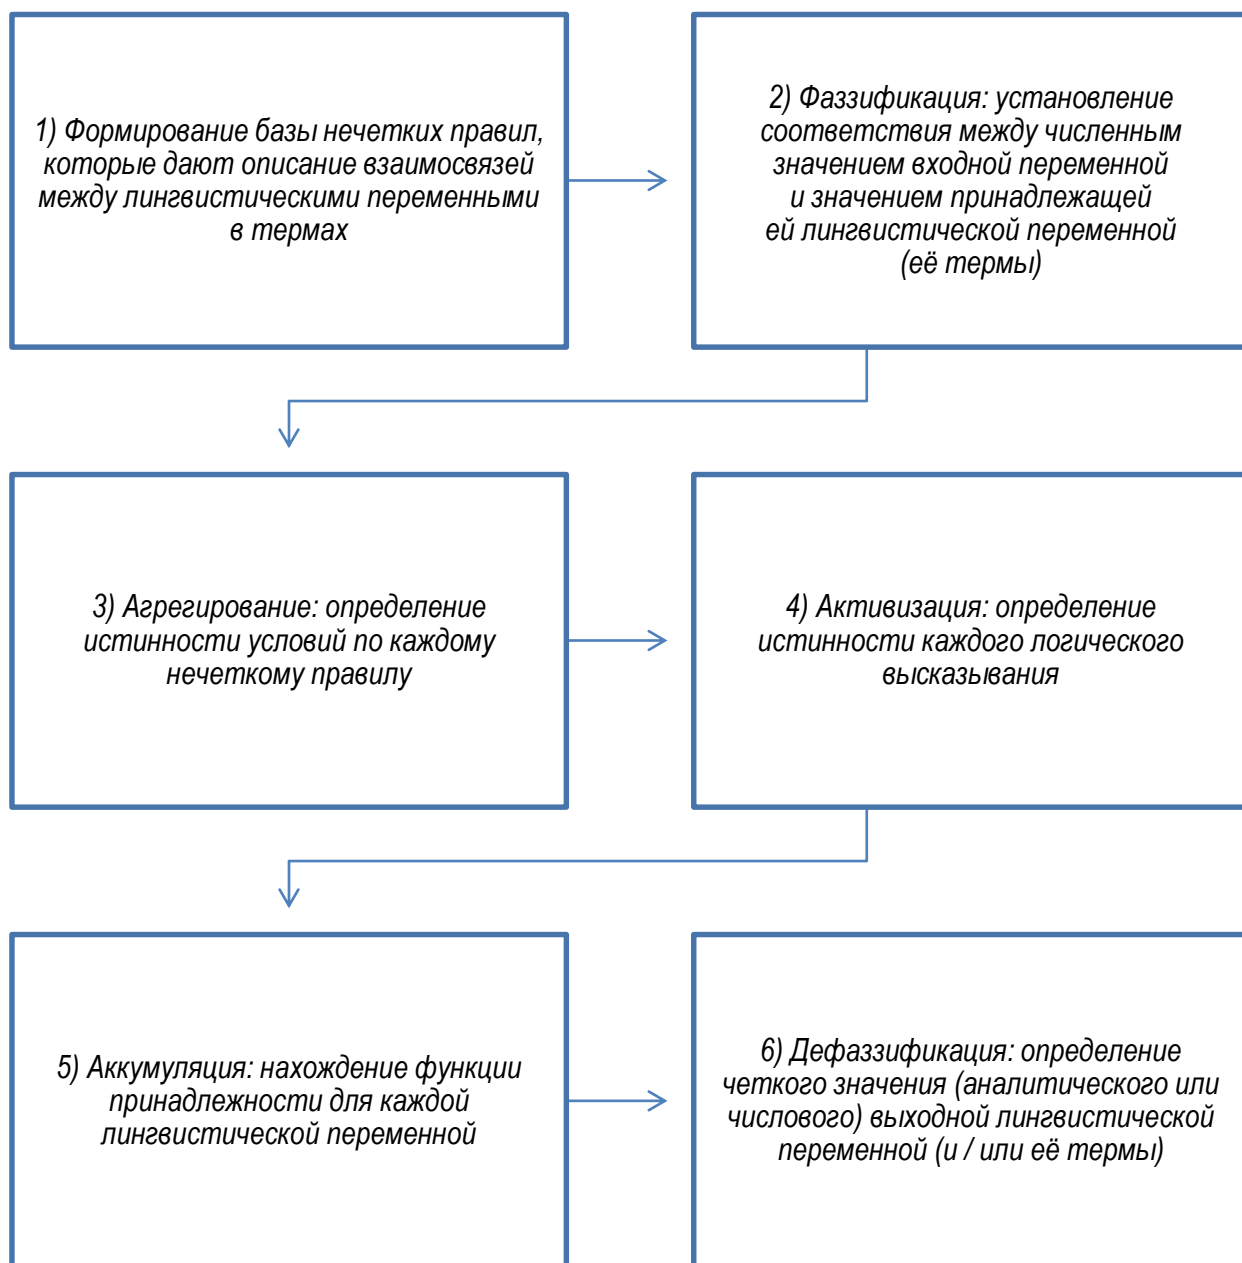 1) Формирование базы нечетких правил,
которые дают описание взаимосвязей
между лингвистическими переменными
в термах
2) Фаззификация: установление
соответствия между численным
значением входной переменной
и значением принадлежащей
ей лингвистической переменной
(её термы)
3) Агрегирование: определение
истинности условий по каждому
нечеткому правилу
4) Активизация: определение
истинности каждого логического
высказывания
5) Аккумуляция: нахождение функции
принадлежности для каждой
лингвистической переменной
6) Дефаззификация: определение
четкого значения (аналитического или
числового) выходной лингвистической
переменной (и / или её термы)